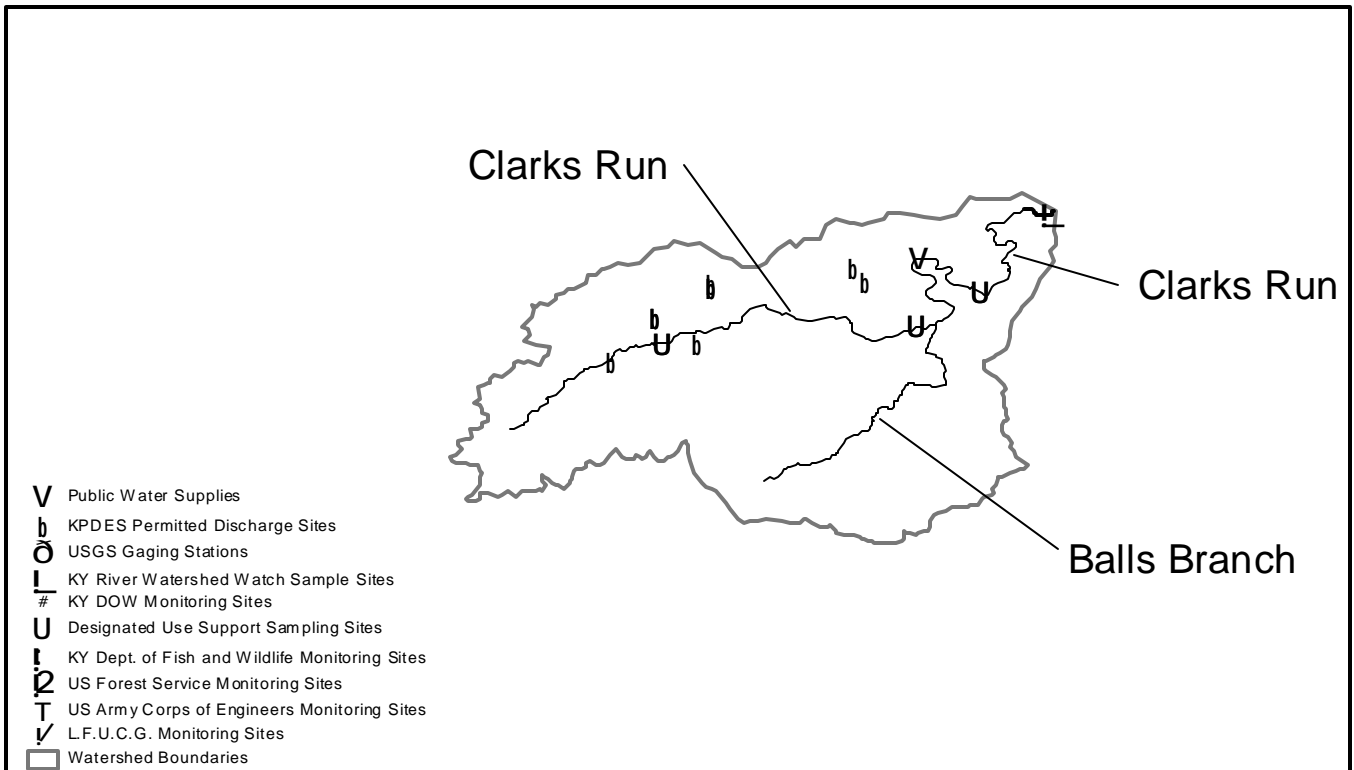 Clarks Run
Clarks Run
Balls Branch
V
b
b
b
b
U
b
b
U
U
V Public Water Supplies
b KPDES Permitted Discharge Sites
ð USGS Gaging Stations
L KY River Watershed Watch Sample Sites
# KY DOW Monitoring Sites
U Designated Use Support Sampling Sites
KY Dept. of Fish and Wildlife Monitoring Sites
US Forest Service Monitoring Sites
T US Army Corps of Engineers Monitoring Sites
L.F.U.C.G. Monitoring Sites
Watershed Boundaries